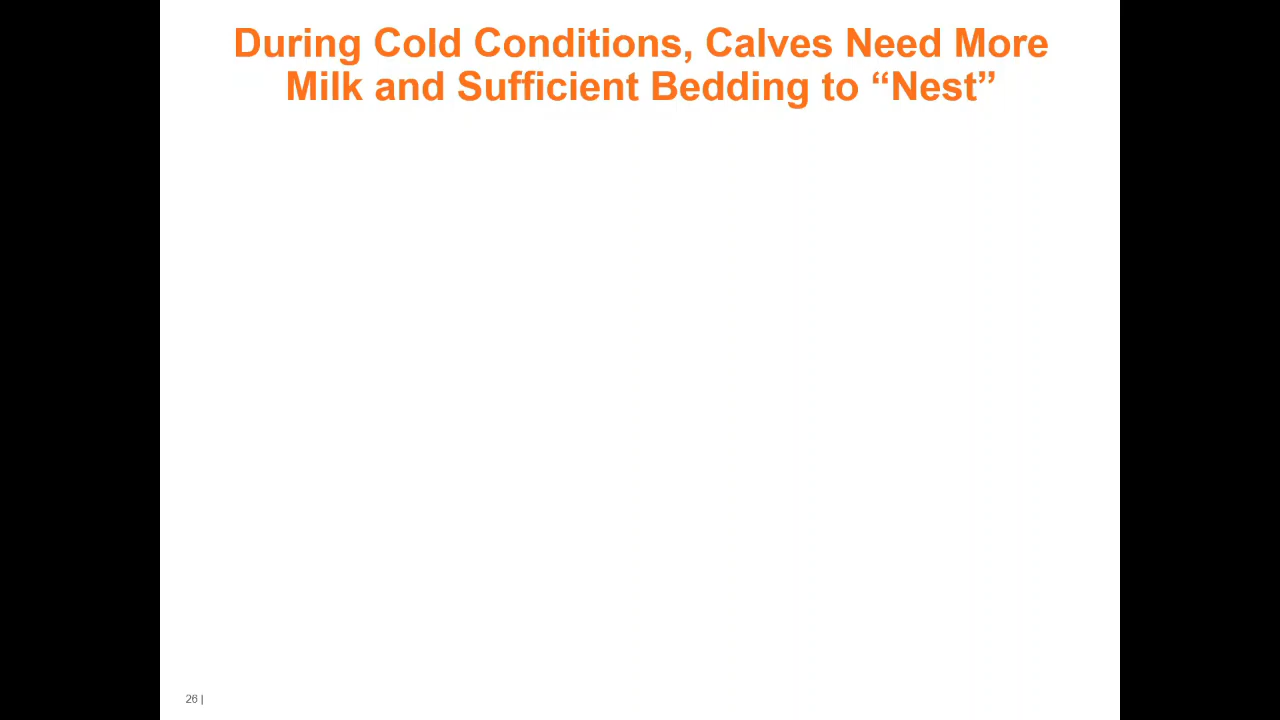 During Cold Conditions, Calves Need More
Milk and Sufficient Bedding to “Nest”
26 |